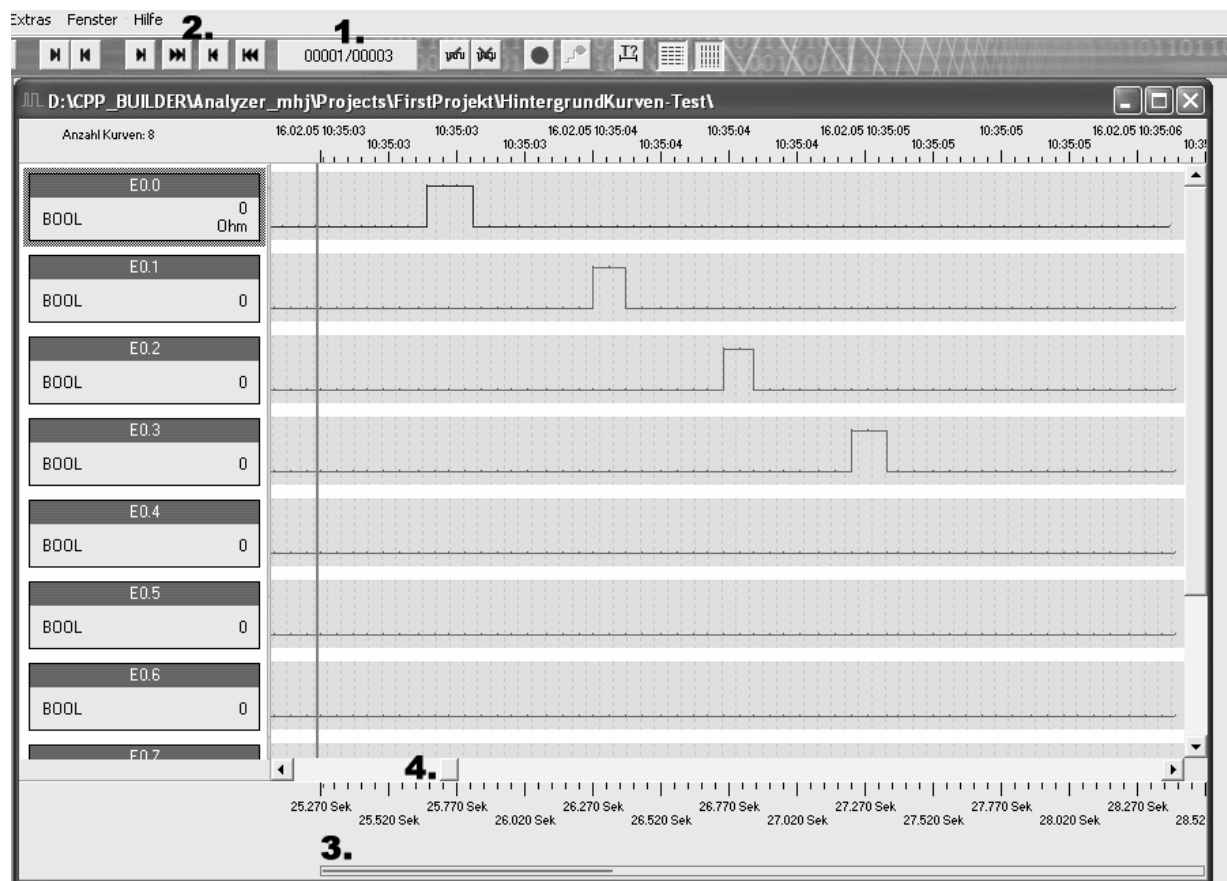 Extras Fenster Hilfe
2.
1.
00001/00003
T?
D:\CPP_BUILDER\Analyzer_mhj\Projects\FirstProjekt\HintergrundKurven-Test\
Anzahl Kurven: 8
16.02.05 10:35:03 10:35:03 16.02.05 10:35:04 10:35:04 16.02.05 10:35:05 10:35:05 16.02.05 10:35:06
10:35:03 10:35:03 10:35:04 10:35:04 10:35:05 10:35:05
E0.0
BOOL 0
Ohm
E0.1
BOOL 0
E0.2
BOOL 0
E0.3
BOOL 0
E0.4
BOOL 0
E0.5
BOOL 0
E0.6
BOOL 0
E0.7
4.
25.270 Sek 25.770 Sek 26.270 Sek 26.770 Sek 27.270 Sek 27.770 Sek 28.270 Sek
25.520 Sek 26.020 Sek 26.520 Sek 27.020 Sek 27.520 Sek 28.020 Sek 28.52
3.